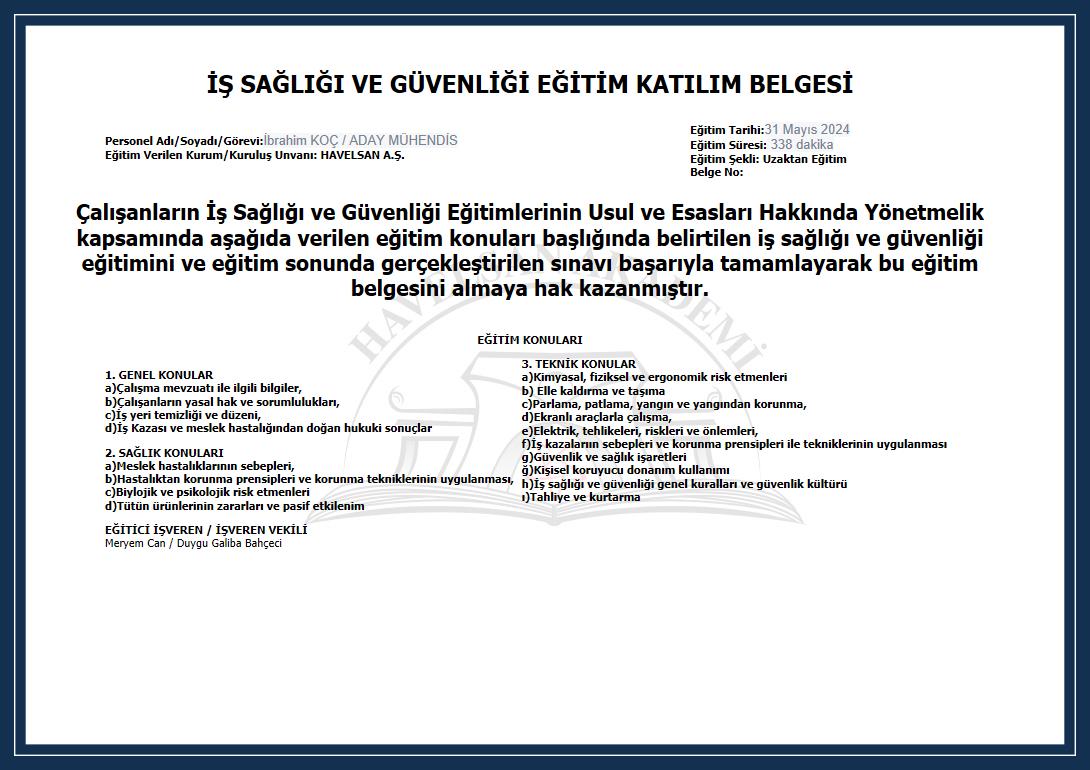 İŞ SAĞLIĞI VE GÜVENLİĞİ EĞİTİM KATILIM BELGESİ
Personel Adı/Soyadı/Görevi:İbrahim KOÇ / ADAY MÜHENDİS
Eğitim Verilen Kurum/Kuruluş Unvanı: HAVELSAN A.Ş.
Eğitim Tarihi:31 Mayıs 2024
Eğitim Süresi: 338 dakika
Eğitim Şekli: Uzaktan Eğitim
Belge No:
Çalışanların İş Sağlığı ve Güvenliği Eğitimlerinin Usul ve Esasları Hakkında Yönetmelik
kapsamında aşağıda verilen eğitim konuları başlığında belirtilen iş sağlığı ve güvenliği
eğitimini ve eğitim sonunda gerçekleştirilen sınavı başarıyla tamamlayarak bu eğitim
belgesini almaya hak kazanmıştır.
HAVELSAN AKADEMİ
EĞİTİM KONULARI
1. GENEL KONULAR
a)Çalışma mevzuatı ile ilgili bilgiler,
b)Çalışanların yasal hak ve sorumlulukları,
c)İş yeri temizliği ve düzeni,
d)İş Kazası ve meslek hastalığından doğan hukuki sonuçlar
2. SAĞLIK KONULARI
a)Meslek hastalıklarının sebepleri,
b)Hastalıktan korunma prensipleri ve korunma tekniklerinin uygulanması,
c)Biylojik ve psikolojik risk etmenleri
d)Tütün ürünlerinin zararları ve pasif etkilenim
EĞİTİCİ İŞVEREN / İŞVEREN VEKİLİ
Meryem Can / Duygu Galiba Bahçeci
3. TEKNİK KONULAR
a)Kimyasal, fiziksel ve ergonomik risk etmenleri
b) Elle kaldırma ve taşıma
c)Parlama, patlama, yangın ve yangından korunma,
d)Ekranlı araçlarla çalışma,
e)Elektrik, tehlikeleri, riskleri ve önlemleri,
f)İş kazalarıın sebepleri ve korunma prensipleri ile tekniklerinin uygulanması
g)Güvenlik ve sağlık işaretleri
ğ)Kişisel koruyucu donanım kullanımı
h)İş sağlığı ve güvenliği genel kuralları ve güvenlik kültürü
ı)Tahliye ve kurtarma